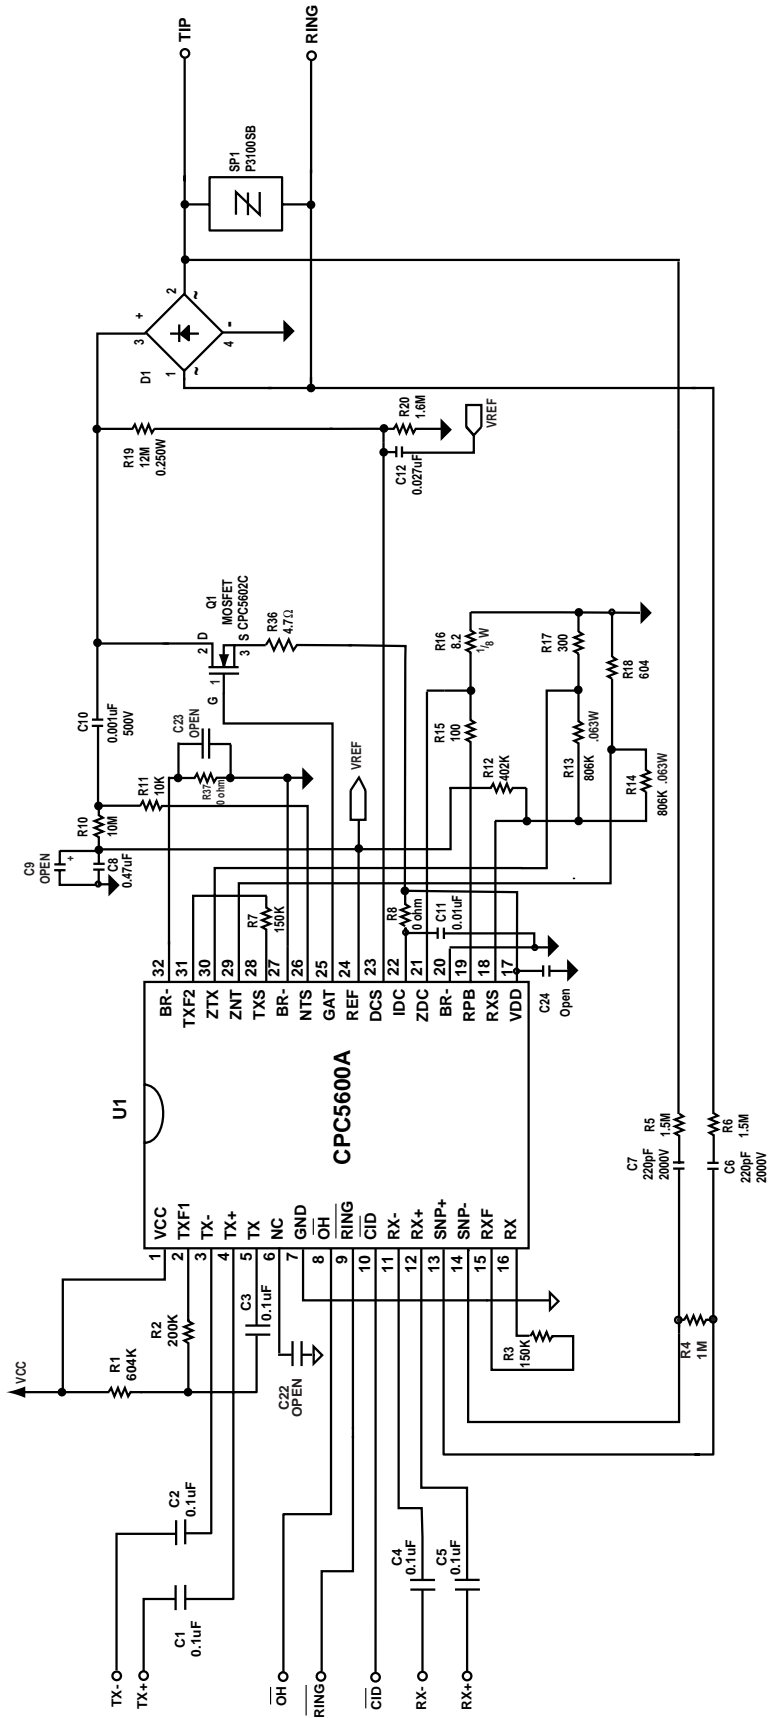 TIP
RING
SP1
P3100SB
2
~
+
3
-
4
D1
1
~
R19
12M
0.250W
R20
1.6M
C12
0.027uF
VREF
Q1
MOSFET
CPC5602C
D
2
S
3
G
1
R36
4.7Ω
C10
0.001uF
500V
C23
OPEN
R37
0 ohm
R11
10K
R10
10M
C9
OPEN
+
C8
0.47uF
VREF
R16
8.2
1/8 W
R15
100
R17
300
R18
604
R12
402K
R13
806K
.063W
R14
806K .063W
R7
150K
R8
0 ohm
C11
0.01uF
C24
Open
32
31
30
29
28
27
26
25
24
23
22
21
20
19
18
17
BR-
TXF2
ZTX
ZNT
TXS
BR-
NTS
GAT
REF
DCS
IDC
ZDC
BR-
RPB
RXS
VDD
U1
CPC5600A
VCC
TXF1
TX-
TX+
TX
NC
GND
OH
RING
CID
RX-
RX+
SNP+
SNP-
RXF
RX
1
2
3
4
5
6
7
8
9
10
11
12
13
14
15
16
R5
1.5M
R6
1.5M
C7
220pF
2000V
C6
220pF
2000V
R4
1M
R3
150K
C3
0.1uF
R2
200K
R1
604K
VCC
C22
OPEN
C2
0.1uF
C1
0.1uF
C4
0.1uF
C5
0.1uF
TX-
TX+
OH
RING
CID
RX-
RX+